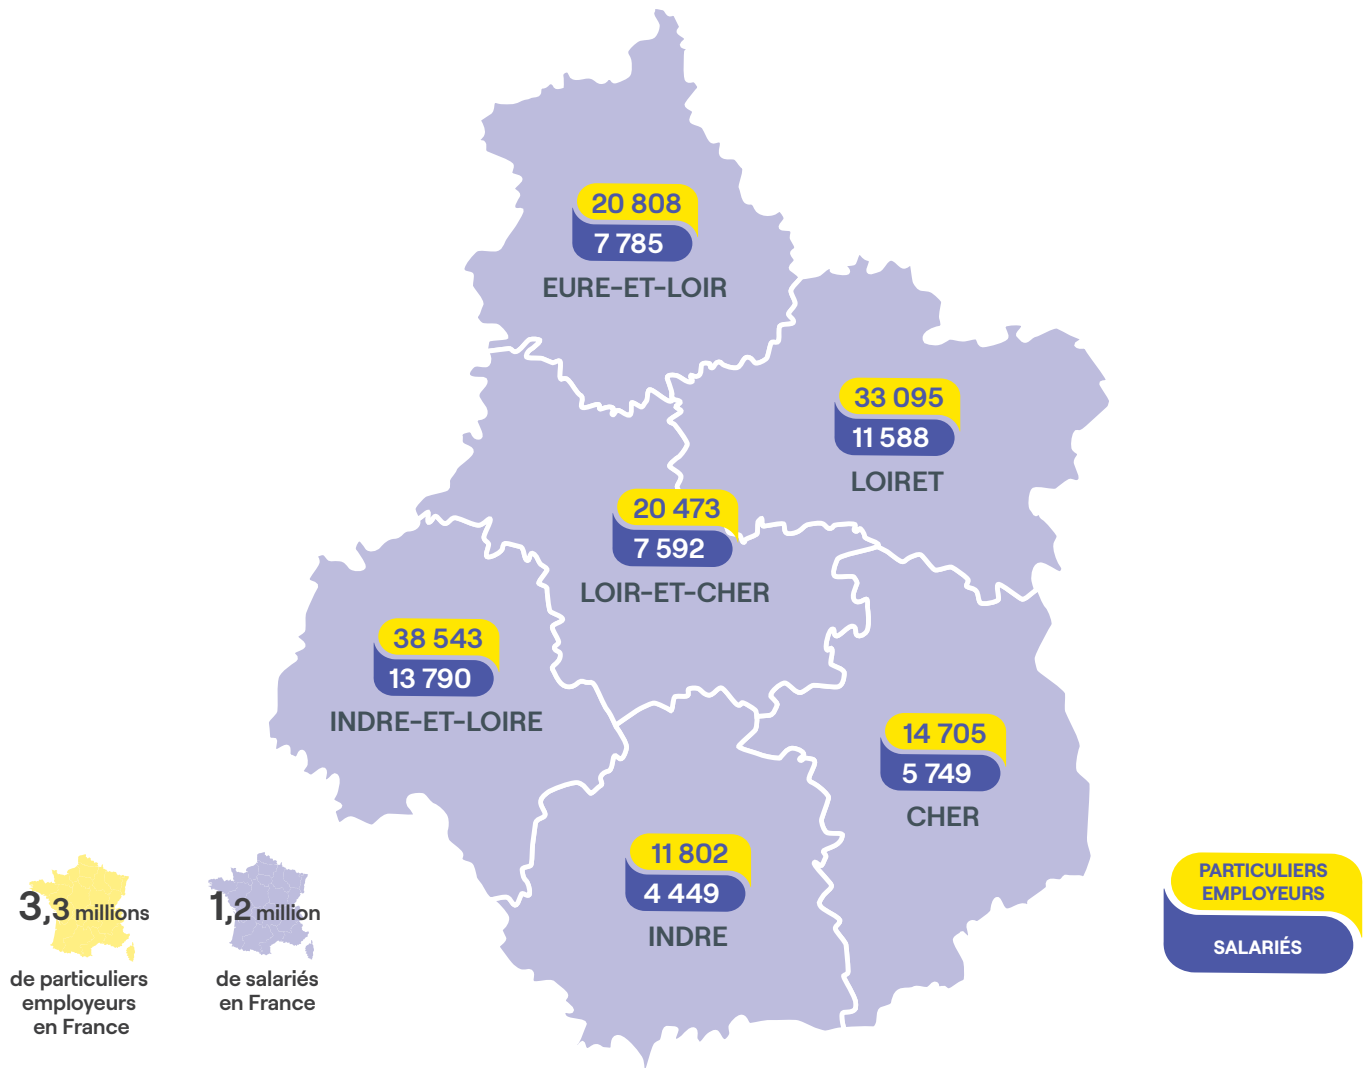 20 808
7 785
EURE-ET-LOIR
33 095
11 588
LOIRET
20 473
7 592
LOIR-ET-CHER
38 543
13 790
INDRE-ET-LOIRE
14 705
5 749
CHER
11 802
4 449
INDRE
3,3 millions
de particuliers
employeurs
en France
1,2 million
de salariés
en France
PARTICULIERS
EMPLOYEURS
SALARIÉS